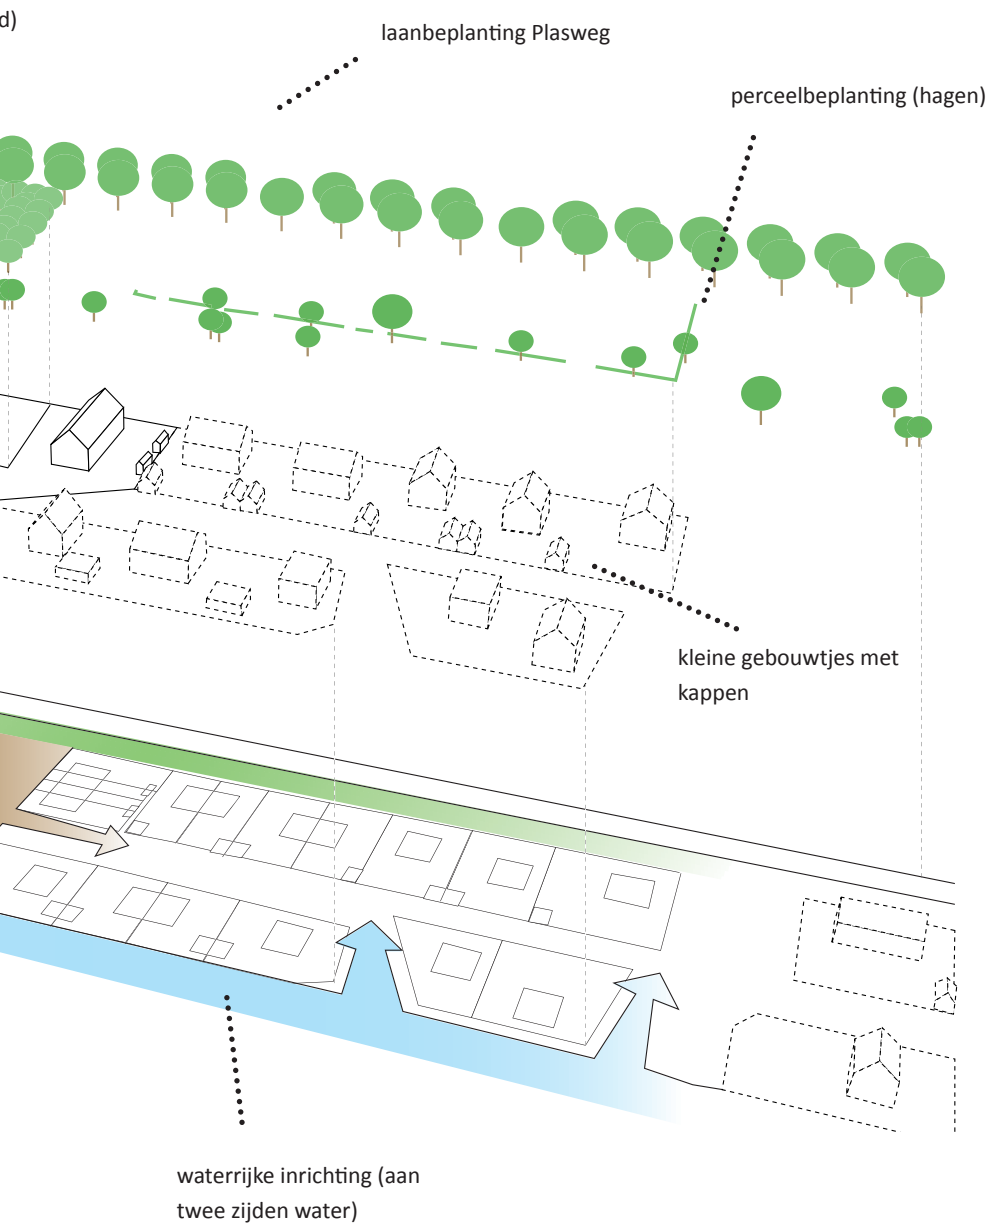 d)
laanbeplanting Plasweg
perceelbeplanting (hagen)
kleine gebouwtjes met
kappen
waterrijke inrichting (aan
twee zijden water)